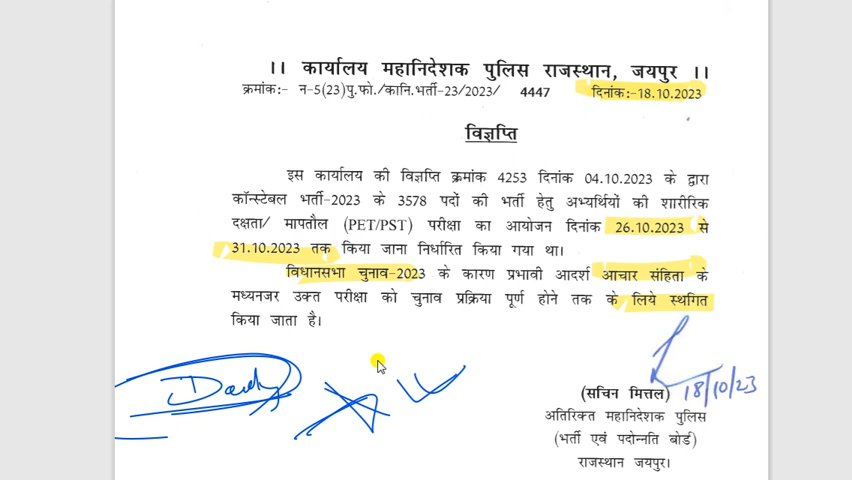 ।। कार्यालय महानिदेशक पुलिस राजस्थान, जयपुर ।।
क्रमांक:- न-5(23)पु.फो./कानि.भर्ती-23/2023/ 4447 दिनांक:-18.10.2023
विज्ञप्ति
इस कार्यालय की विज्ञप्ति क्रमांक 4253 दिनांक 04.10.2023 के द्वारा
कॉन्स्टेबल भर्ती-2023 के 3578 पदों की भर्ती हेतु अभ्यर्थियों की शारीरिक
दक्षता/ मापतौल (PET/PST) परीक्षा का आयोजन दिनांक 26.10.2023 से
31.10.2023 तक किया जाना निर्धारित किया गया था।
विधानसभा चुनाव-2023 के कारण प्रभावी आदर्श आचार संहिता के
मध्यनजर उक्त परीक्षा को चुनाव प्रक्रिया पूर्ण होने तक के लिये स्थगित
किया जाता है।
18/10/23
(सचिन मित्तल)
अतिरिक्त महानिदेशक पुलिस
(भर्ती एवं पदोन्नति बोर्ड)
राजस्थान जयपुर।